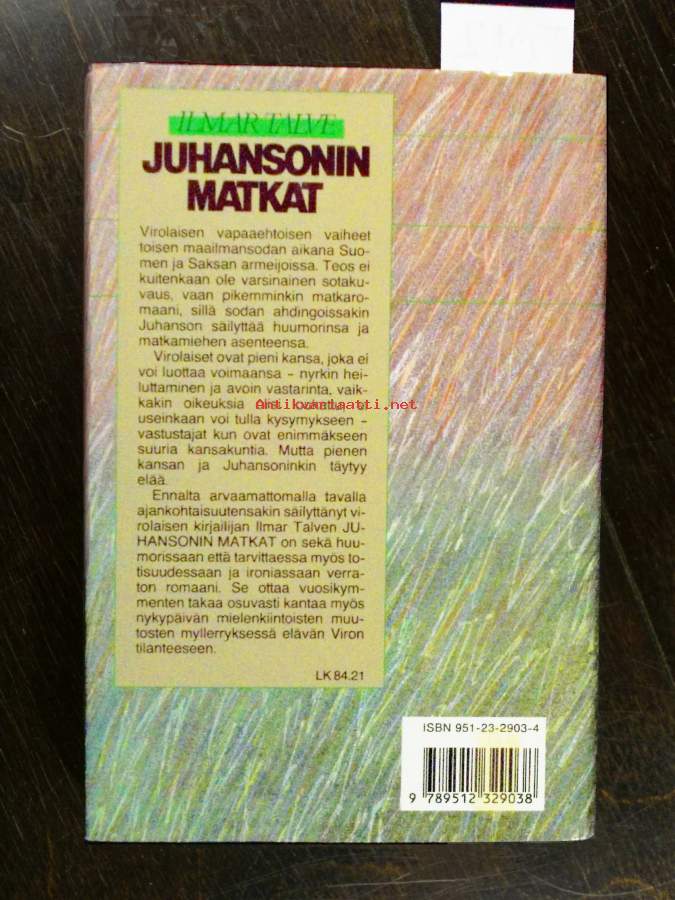 ILMAR TALVE
JUHANSONIN
MATKAT
Virolaisen vapaaehtoisen vaiheet
toisen maailmansodan aikana Suo-
men ja Saksan armeijoissa. Teos ei
kuitenkaan ole varsinainen sotaku-
vaus, vaan pikemminkin matkaro-
maani, sillä sodan ahdingoissakin
Juhanson säilyttää huumorinsa ja
matkamiehen asenteensa.
Virolaiset ovat pieni kansa, joka ei
voi luottaa voimaansa – nyrkin hei-
luttaminen ja avoin vastarinta, vaik-
kakin oikeuksia
Antikvariaatti.net
useinkaan voi tulla kysymykseen –
vastustajat kun ovat enimmäkseen
suuria kansakuntia. Mutta pienen
kansan ja Juhansoninkin täytyy
elää.
Ennalta arvaamattomalla tavalla
ajankohtaisuutensakin säilyttänyt vi-
rolaisen kirjailijan Ilmar Talven JU-
HANSONIN MATKAT on sekä huu-
morissaan että tarvittaessa myös to-
tisuudessaan ja ironiassaan verra-
ton romaani. Se ottaa vuosikym-
menten takaa osuvasti kantaa myös
nykypäivän mielenkiintoisten muu-
tosten myllerryksessä elävän Viron
tilanteeseen.
LK 84.21
ISBN 951-23-2903-4
9 789512 329038